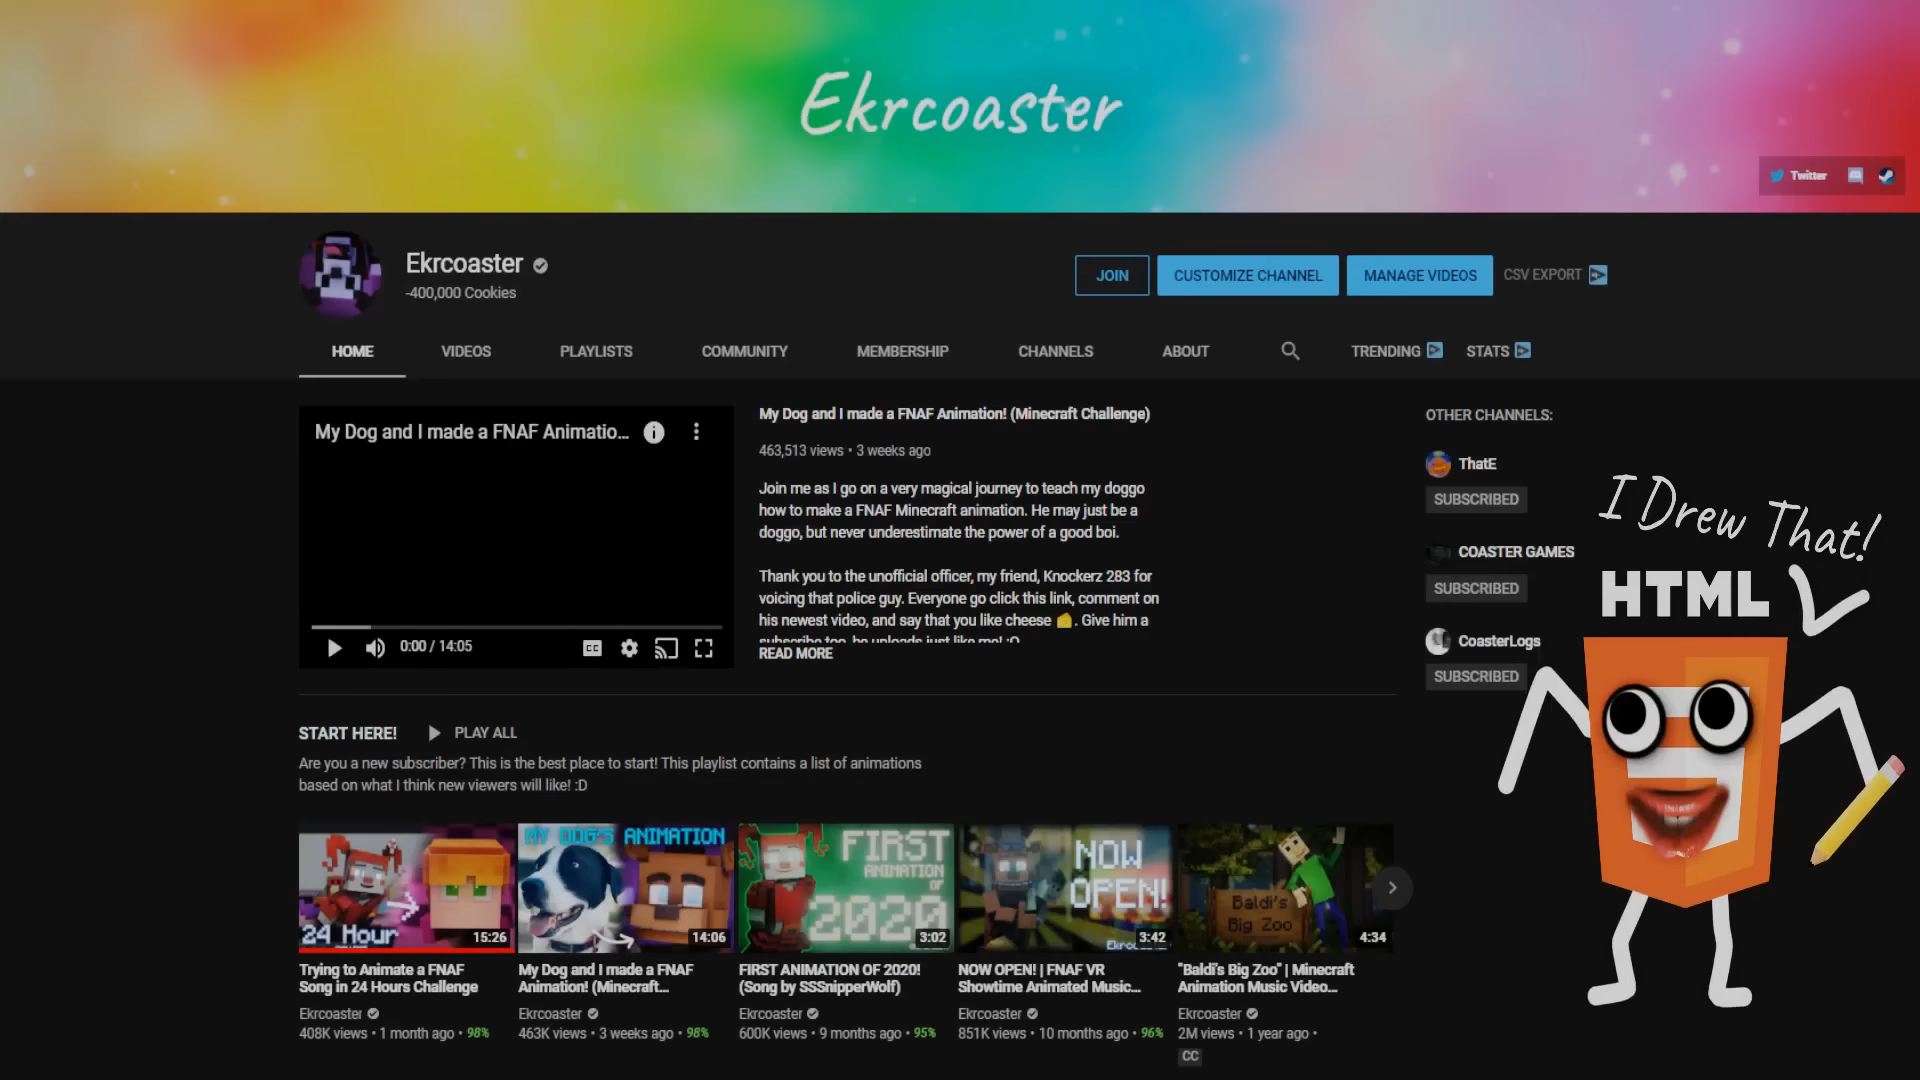 Ekrcoaster
Twitter
Ekrcoaster
-400,000 Cookies
JOIN
CUSTOMIZE CHANNEL
MANAGE VIDEOS
CSV EXPORT
HOME
VIDEOS
PLAYLISTS
COMMUNITY
MEMBERSHIP
CHANNELS
ABOUT
TRENDING
STATS
My Dog and I made a FNAF Animatio...
0:00 / 14:05
CC
My Dog and I made a FNAF Animation! (Minecraft Challenge)
463,513 views • 3 weeks ago
Join me as I go on a very magical journey to teach my doggo
how to make a FNAF Minecraft animation. He may just be a
doggo, but never underestimate the power of a good boi.
Thank you to the unofficial officer, my friend, Knockerz 283 for
voicing that police guy. Everyone go click this link, comment on
his newest video, and say that you like cheese 🧀. Give him a
subscribe too, he uploads just like me! :O
READ MORE
OTHER CHANNELS:
ThatE
SUBSCRIBED
COASTER GAMES
SUBSCRIBED
CoasterLogs
SUBSCRIBED
I Drew That!
HTML
START HERE!
PLAY ALL
Are you a new subscriber? This is the best place to start! This playlist contains a list of animations
based on what I think new viewers will like! :D
24 Hour
15:26
Trying to Animate a FNAF
Song in 24 Hours Challenge
Ekrcoaster
408K views • 1 month ago • 98%
MY DOG'S ANIMATION
14:06
My Dog and I made a FNAF
Animation! (Minecraft...
Ekrcoaster
463K views • 3 weeks ago • 98%
FIRST
ANIMATION
OF
2020
3:02
FIRST ANIMATION OF 2020!
(Song by SSSnipperWolf)
Ekrcoaster
600K views • 9 months ago • 95%
NOW
OPEN!
3:42
NOW OPEN! | FNAF VR
Showtime Animated Music...
Ekrcoaster
851K views • 10 months ago • 96%
Baldi's
Big Zoo
4:34
"Baldi's Big Zoo" | Minecraft
Animation Music Video...
Ekrcoaster
2M views • 1 year ago •
CC